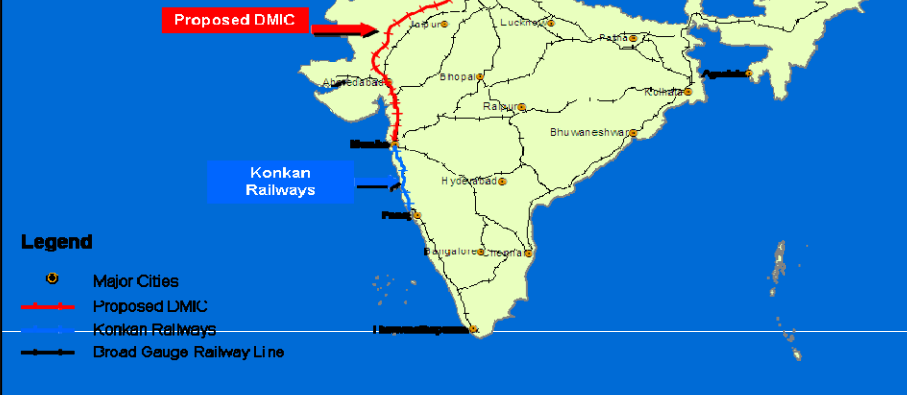 Proposed DMIC
Jaipur
Lucknow
Patna
Agartala
Ahmedabad
Bhopal
Kolkata
Raipur
Bhuwaneshwar
Mumbai
Konkan
Railways
Hyderabad
Panaji
Bangalore
Chennai
Legend
Major Cities
Proposed DMIC
Konkan Railways
Broad Gauge Railway Line